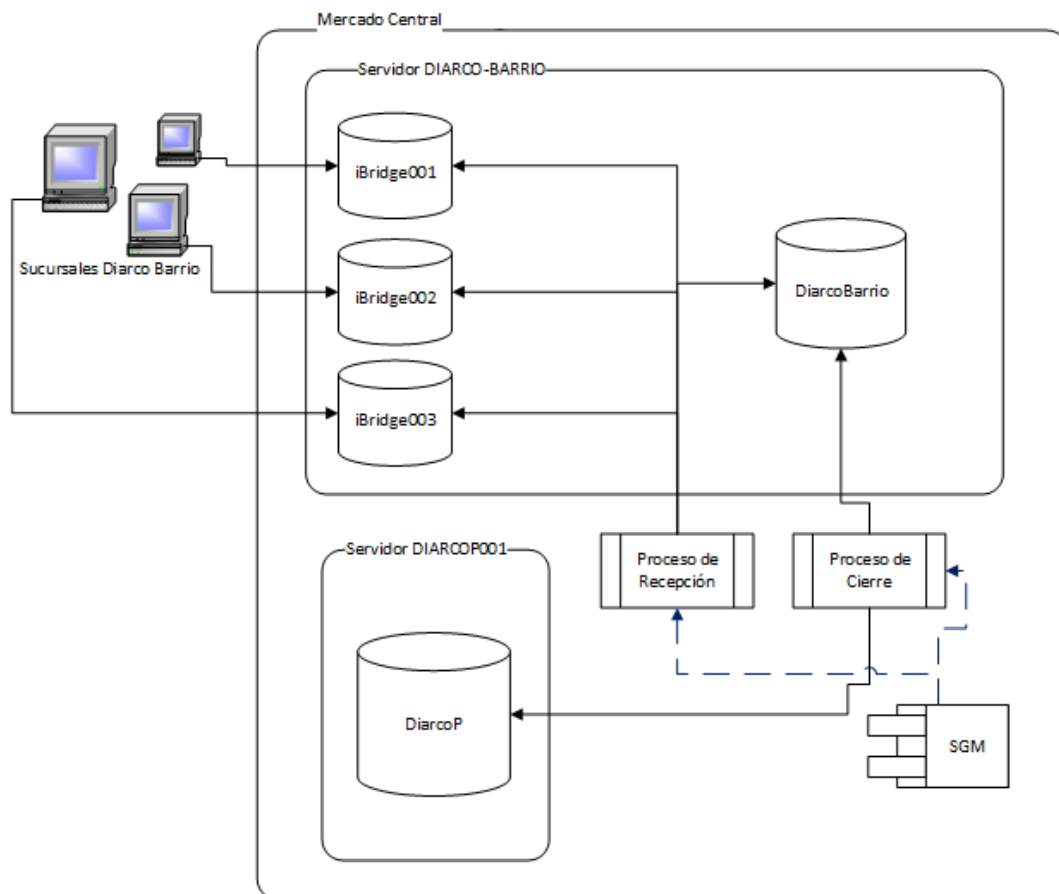 Mercado Central
Servidor DIARCO-BARRIO
iBridge001
Sucursales Diarco Barrio
iBridge002
DiarcoBarrio
iBridge003
Servidor DIARCOP001
Proceso de
Recepción
Proceso de
Cierre
DiarcoP
SGM